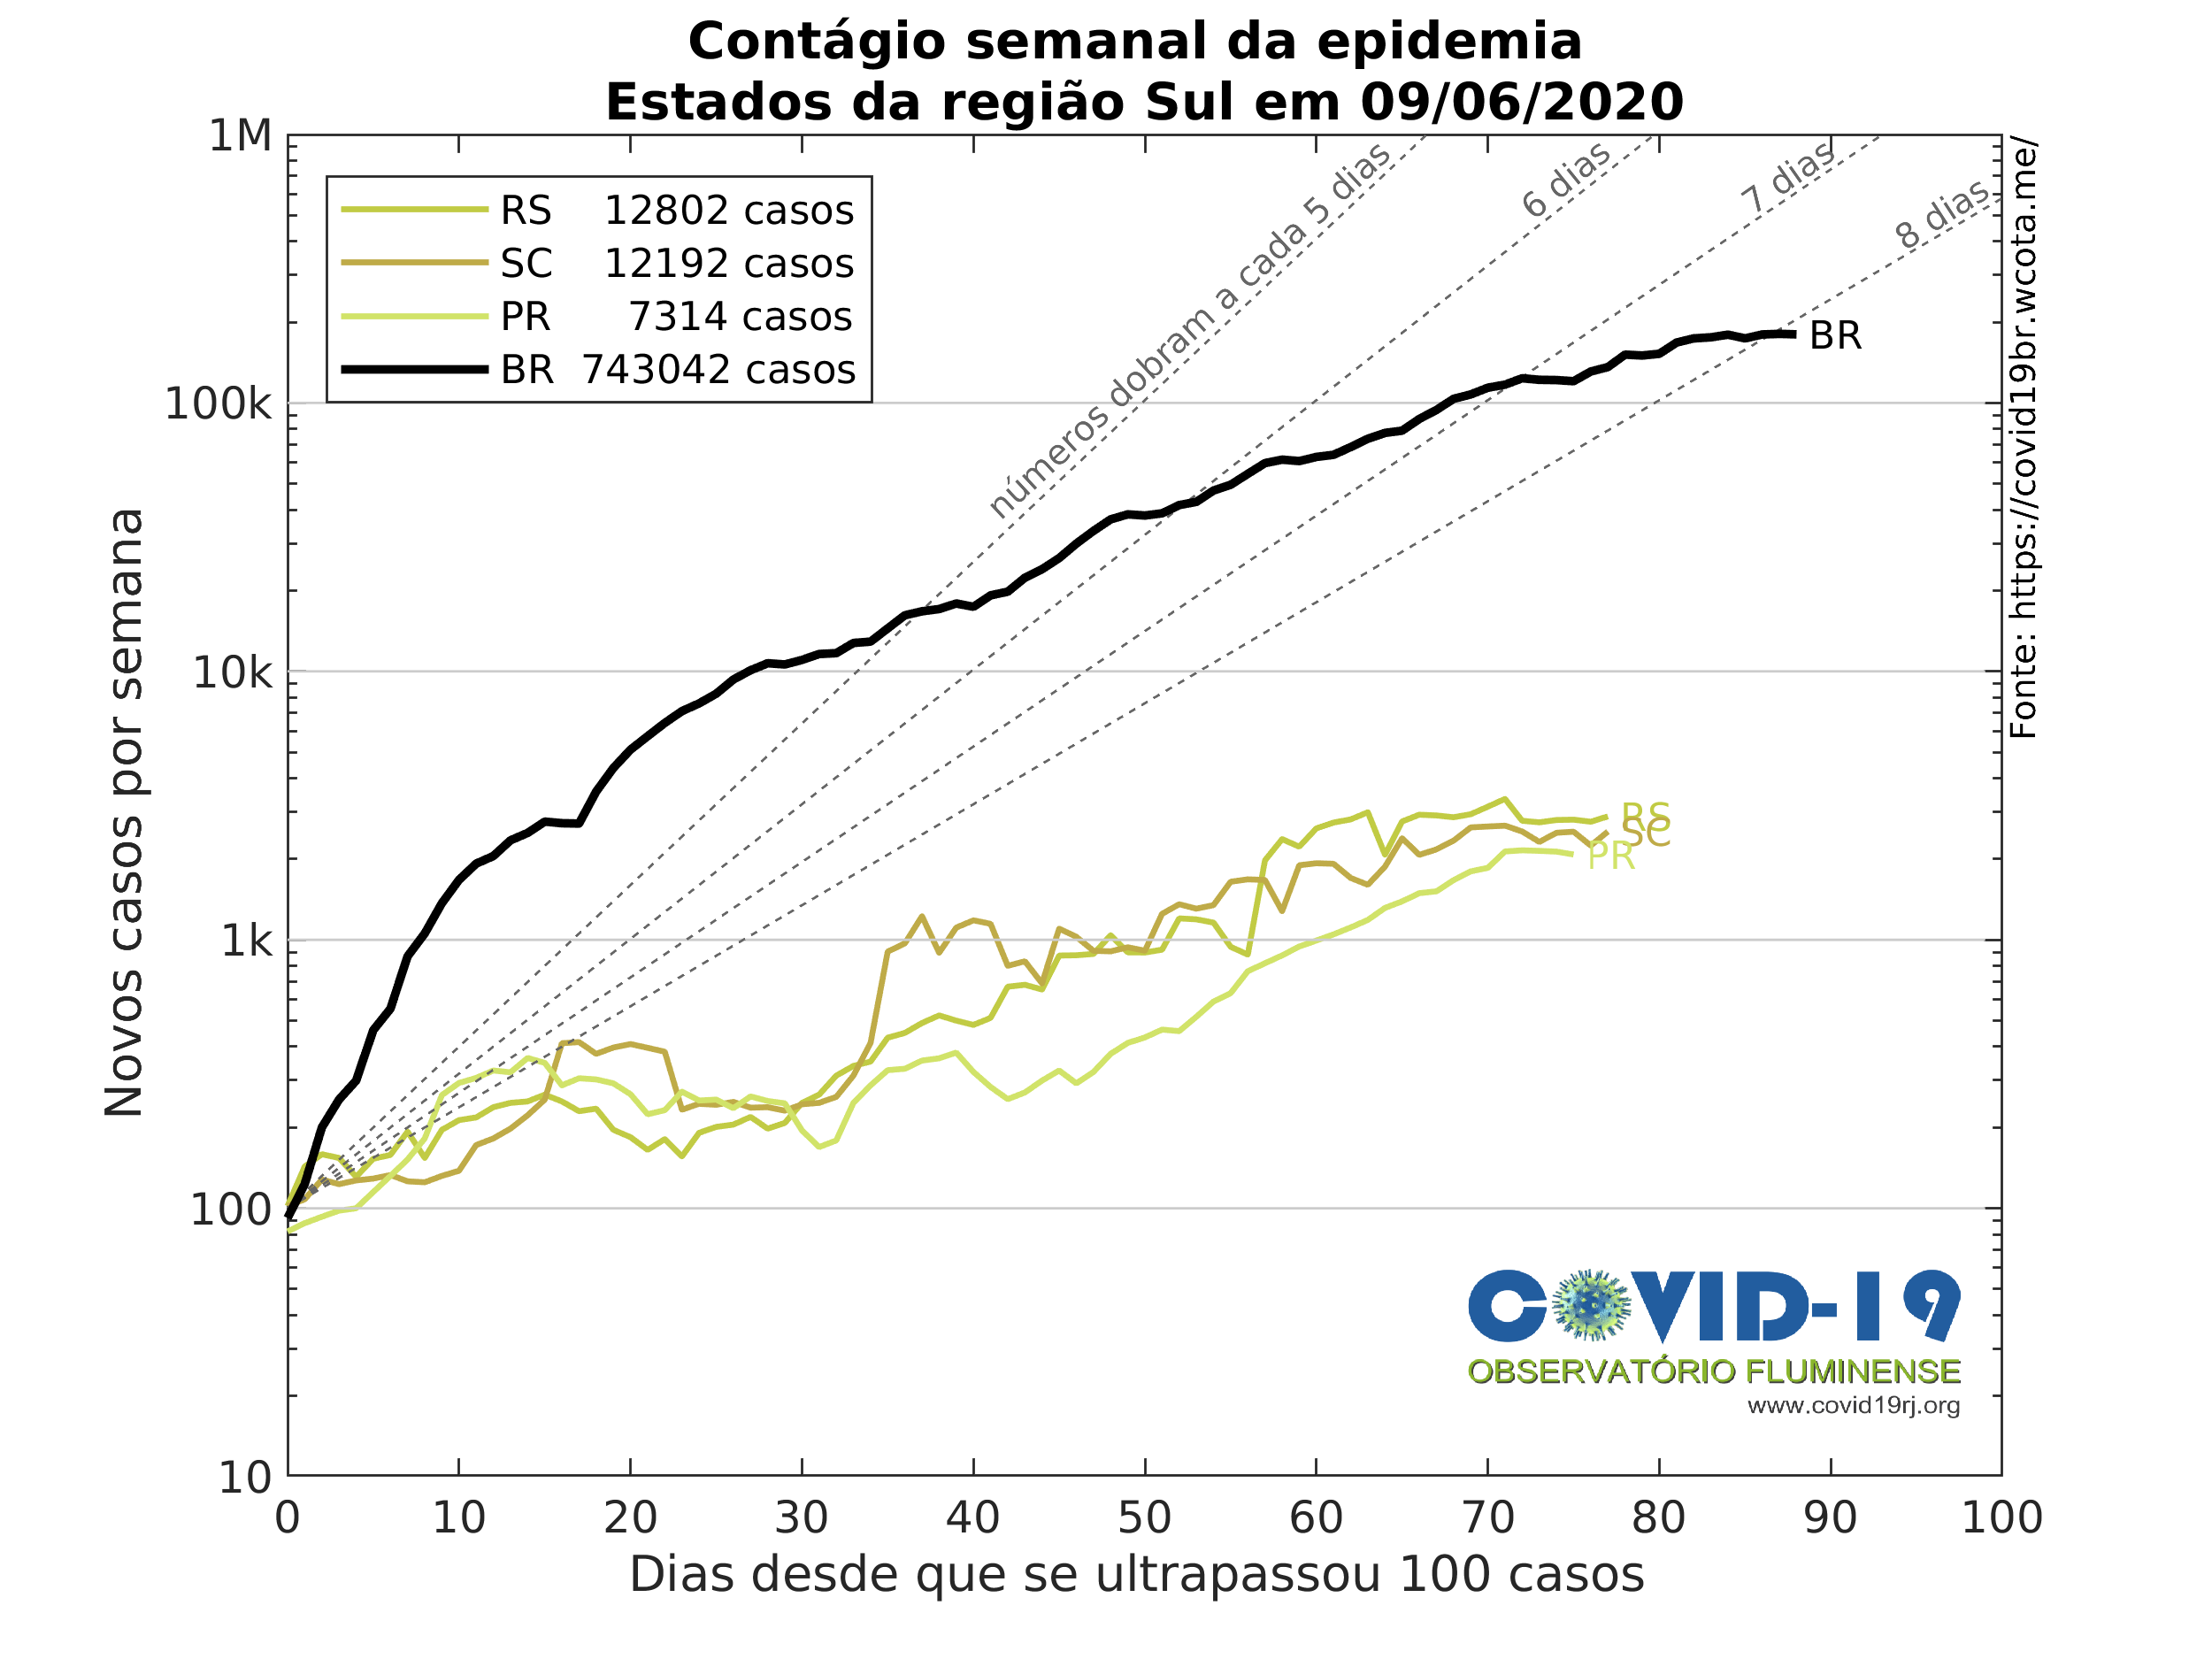 Contágio semanal da epidemia
Estados da região Sul em 09/06/2020
1M
100k
10k
1k
100
10
Novos casos por semana
RS 12802 casos
SC 12192 casos
PR 7314 casos
BR 743042 casos
números dobram a cada 5 dias
6 dias
7 dias
8 dias
BR
RS
SC
PR
Fonte: https://covid19br.wcota.me/
COVID-19
OBSERVATÓRIO FLUMINENSE
www.covid19rj.org
0 10 20 30 40 50 60 70 80 90 100
Dias desde que se ultrapassou 100 casos